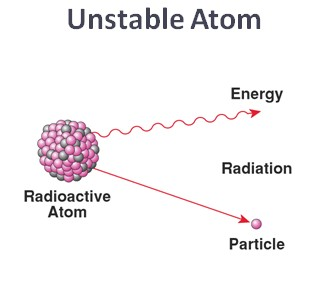 Unstable Atom
Energy
Radiation
Radioactive
Atom
Particle